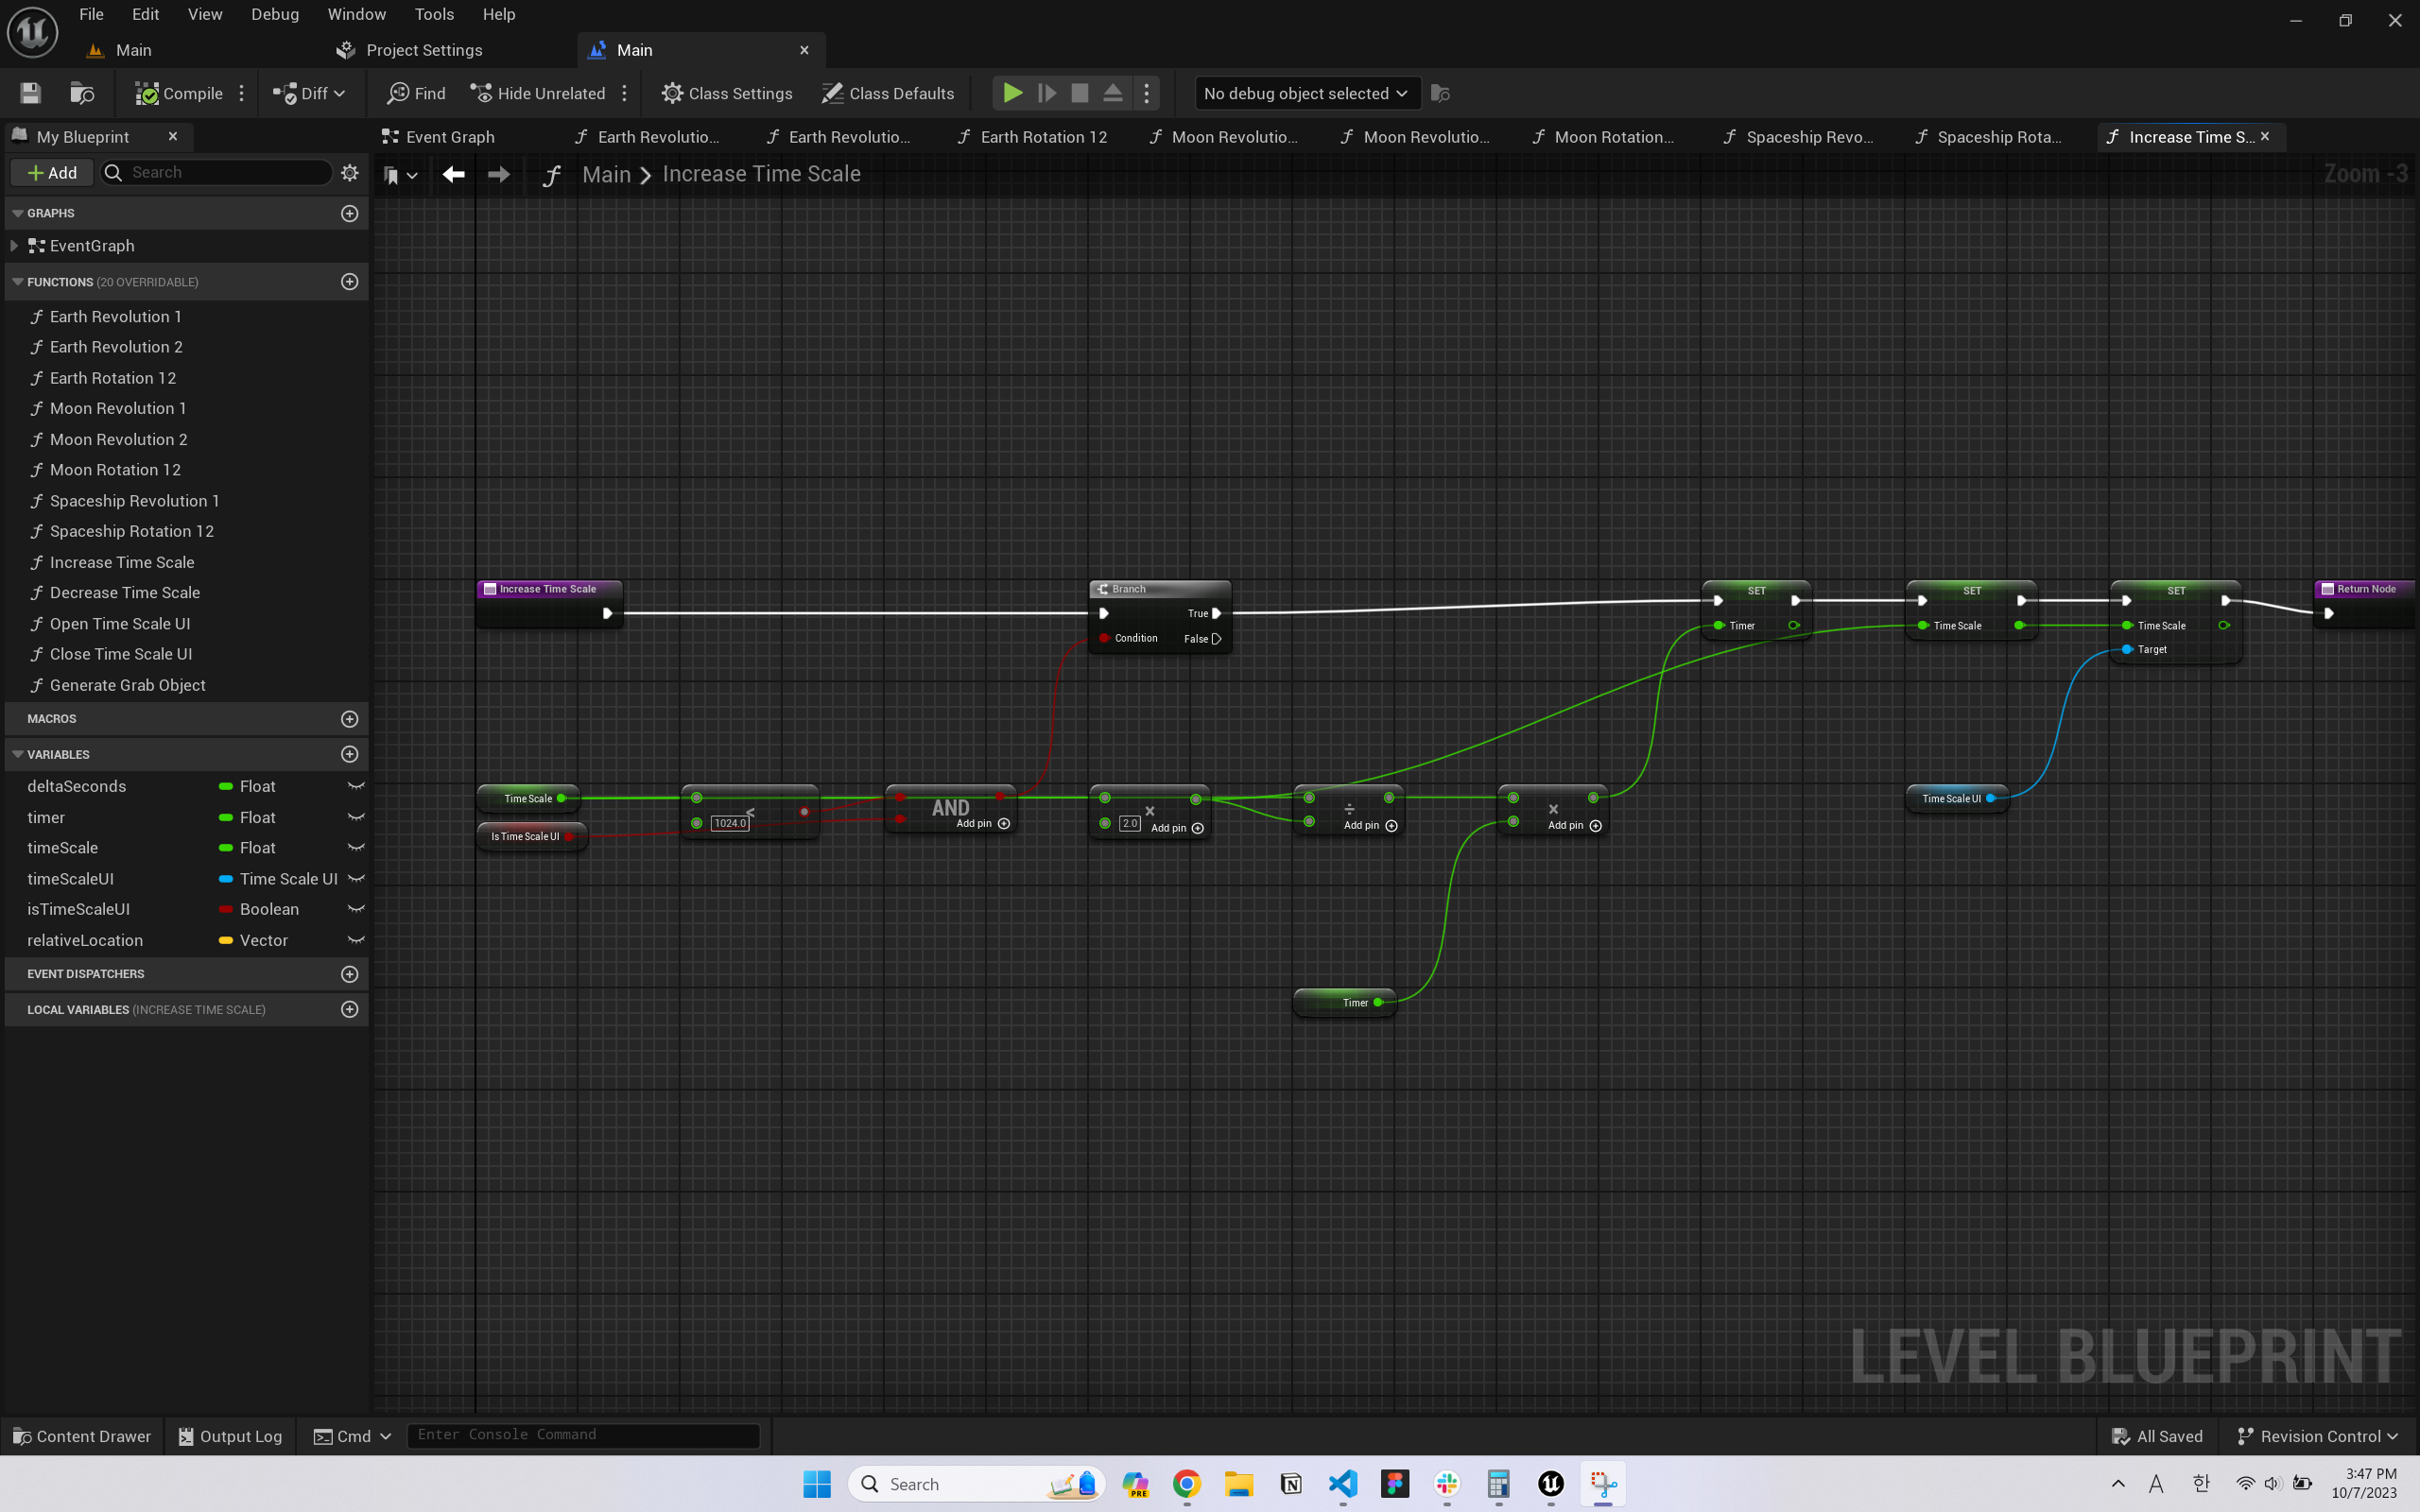 File Edit View Debug Window Tools Help
Main Project Settings Main
Compile Diff Find Hide Unrelated Class Settings Class Defaults No debug object selected
My Blueprint Event Graph Earth Revolutio... Earth Revolutio... Earth Rotation 12 Moon Revolutio... Moon Revolutio... Moon Rotation... Spaceship Revo... Spaceship Rota... Increase Time S...
Add Search Main Increase Time Scale Zoom -3
GRAPHS
EventGraph
FUNCTIONS (20 OVERRIDABLE)
Earth Revolution 1
Earth Revolution 2
Earth Rotation 12
Moon Revolution 1
Moon Revolution 2
Moon Rotation 12
Spaceship Revolution 1
Spaceship Rotation 12
Increase Time Scale
Decrease Time Scale
Open Time Scale UI
Close Time Scale UI
Generate Grab Object
MACROS
VARIABLES
deltaSeconds Float
timer Float
timeScale Float
timeScaleUI Time Scale UI
isTimeScaleUI Boolean
relativeLocation Vector
EVENT DISPATCHERS
LOCAL VARIABLES (INCREASE TIME SCALE)
Increase Time Scale
Branch
True
Condition False
SET
Timer
SET
Time Scale
SET
Time Scale
Target
Return Node
Time Scale
Is Time Scale UI
<
1024.0
AND
Add pin
×
2.0 Add pin
÷
Add pin
×
Add pin
Timer
Time Scale UI
LEVEL BLUEPRINT
Content Drawer Output Log Cmd Enter Console Command All Saved Revision Control
Search PRE A 한 3:47 PM
10/7/2023